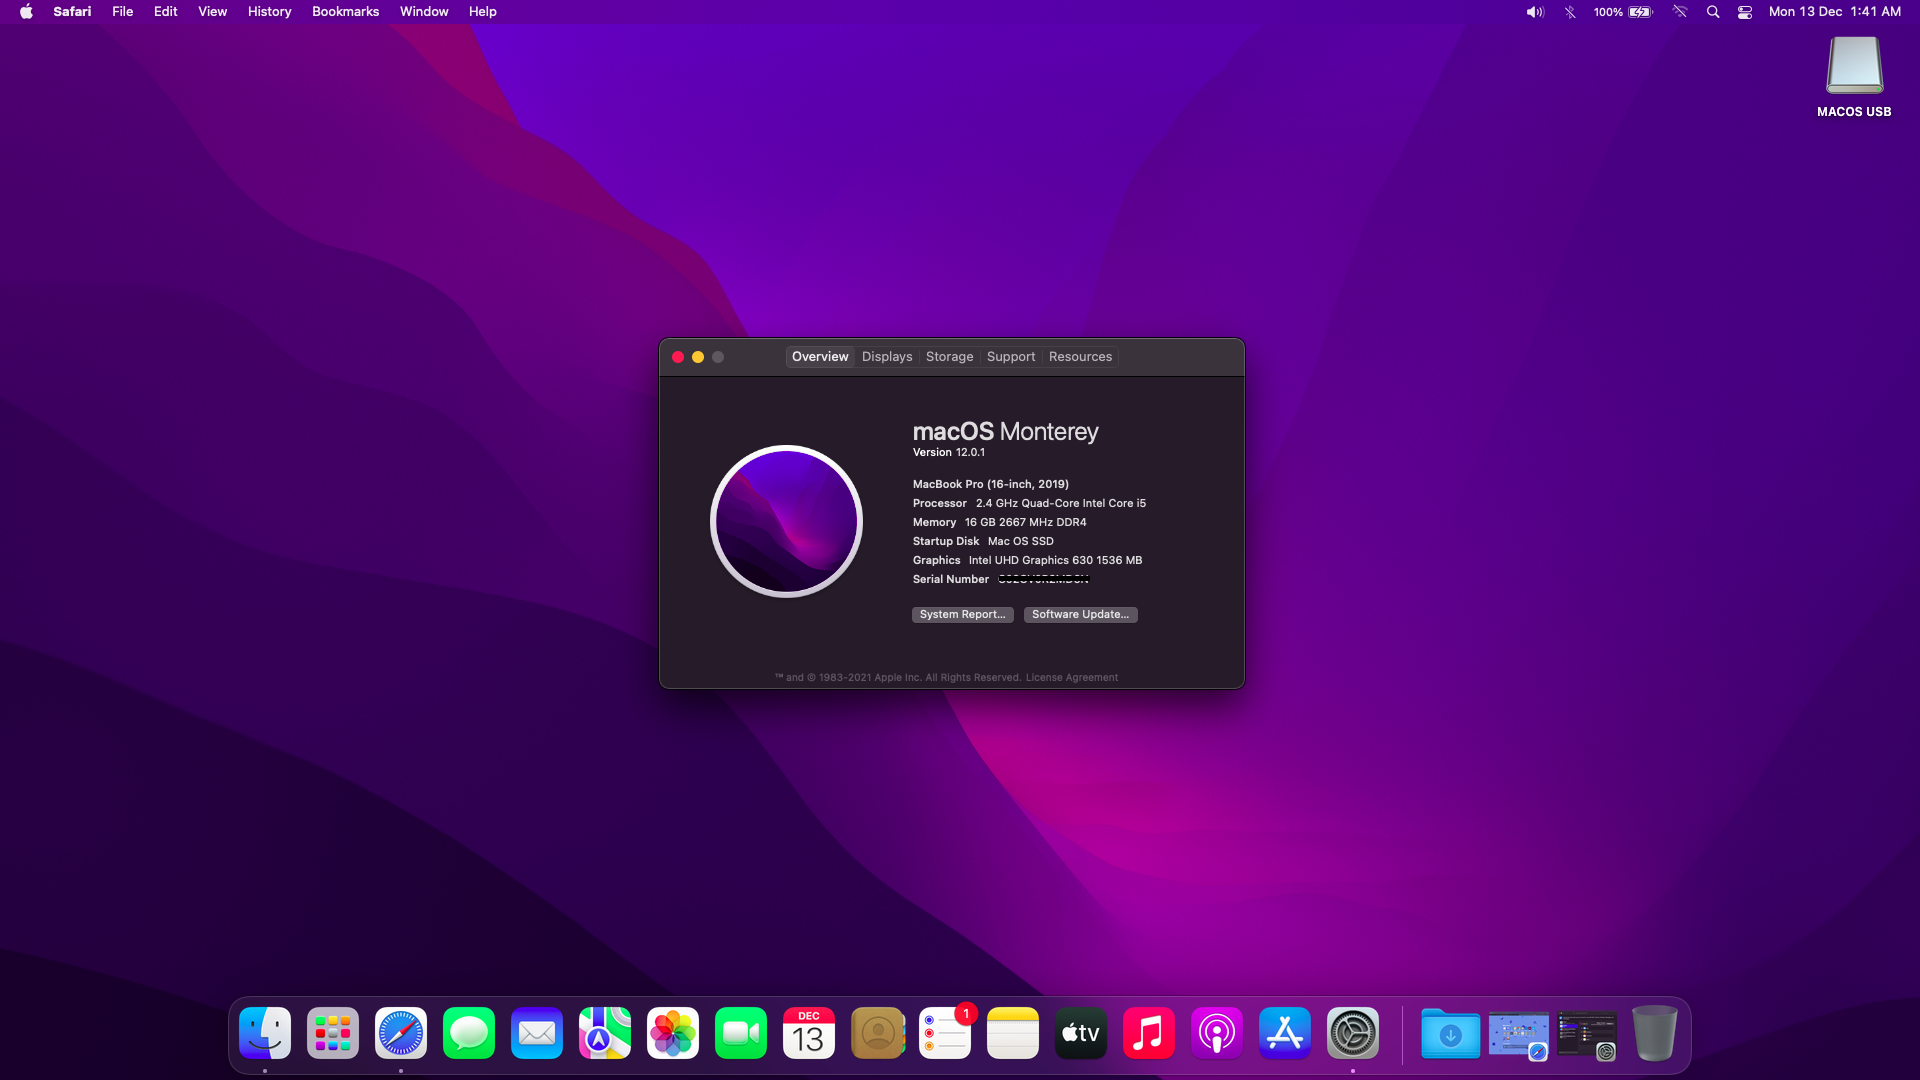 Safari File Edit View History Bookmarks Window Help 100% Mon 13 Dec 1:41 AM
MACOS USB
Overview Displays Storage Support Resources
macOS Monterey
Version 12.0.1
MacBook Pro (16-inch, 2019)
Processor 2.4 GHz Quad-Core Intel Core i5
Memory 16 GB 2667 MHz DDR4
Startup Disk Mac OS SSD
Graphics Intel UHD Graphics 630 1536 MB
Serial Number
System Report... Software Update...
™ and © 1983-2021 Apple Inc. All Rights Reserved. License Agreement
DEC
13
1
tv